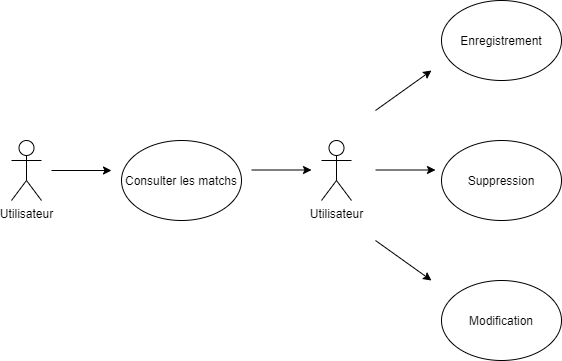 Enregistrement
Consulter les matchs
Suppression
Utilisateur
Utilisateur
Modification